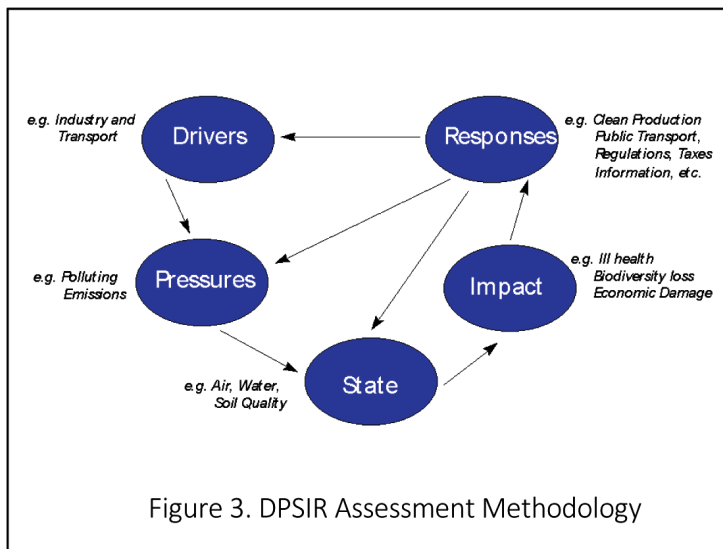 e.g. Industry and
Transport
Drivers
Responses
e.g. Clean Production
Public Transport,
Regulations, Taxes
Information, etc.
e.g. Polluting
Emissions
Pressures
Impact
e.g. Ill health
Biodiversity loss
Economic Damage
e.g. Air, Water,
Soil Quality
State
Figure 3. DPSIR Assessment Methodology